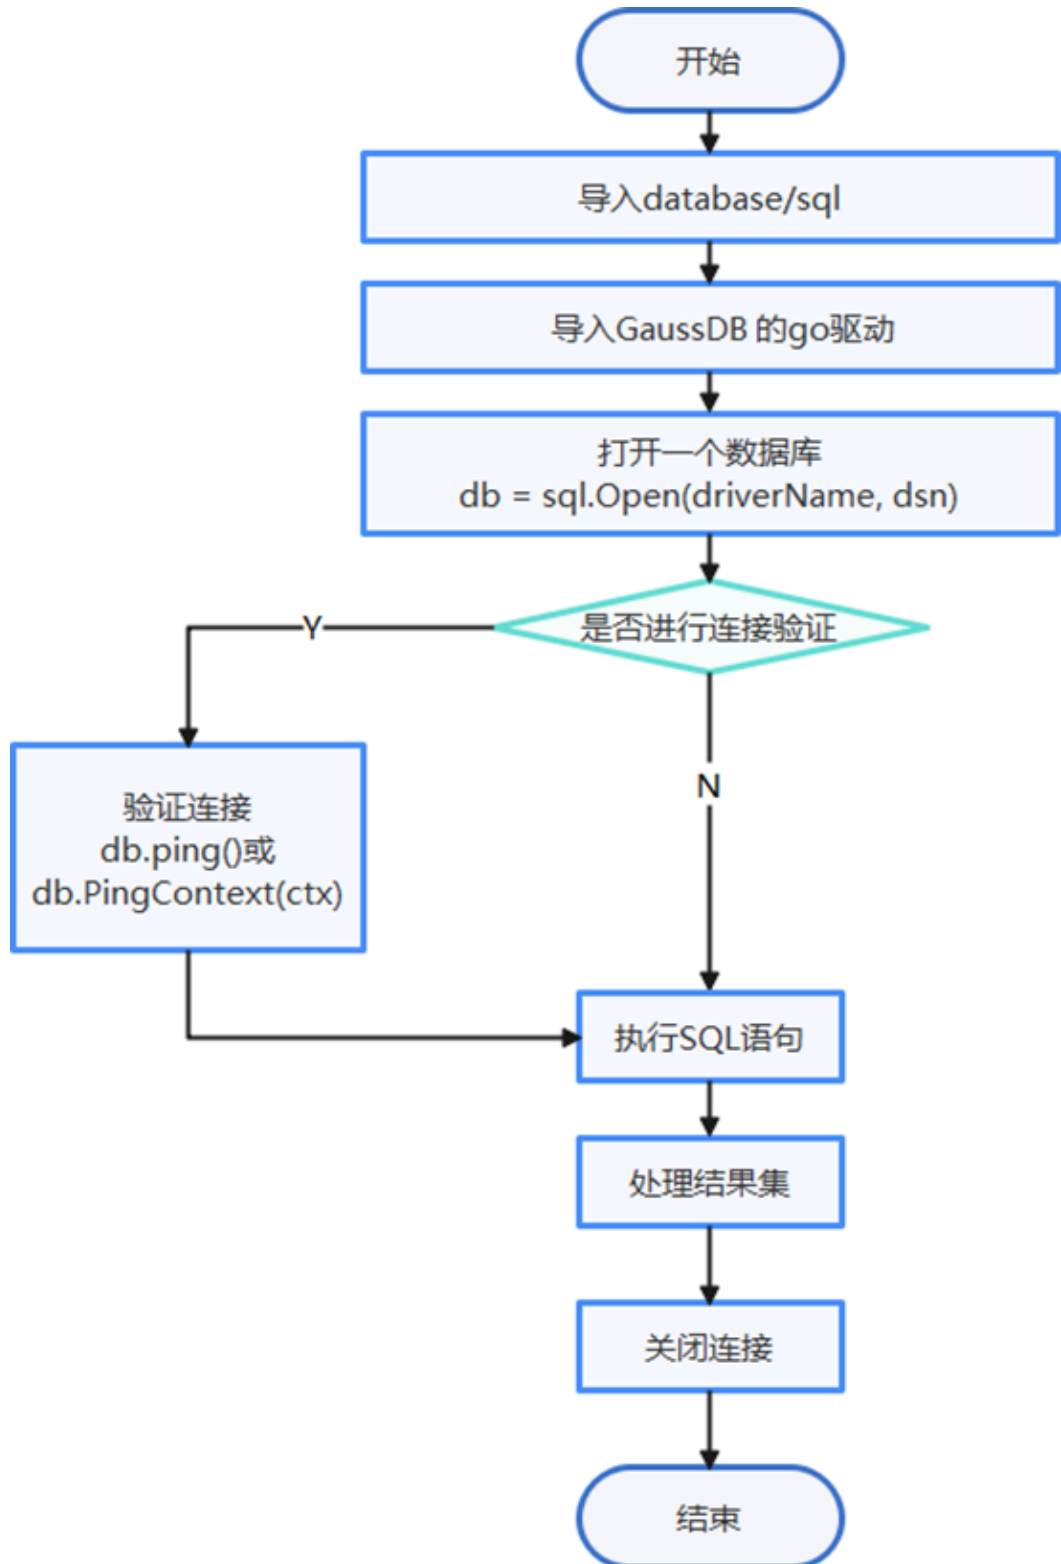 开始
导入database/sql
导入GaussDB 的go驱动
打开一个数据库
db = sql.Open(driverName, dsn)
是否进行连接验证
Y
N
验证连接
db.ping()或
db.PingContext(ctx)
执行SQL语句
处理结果集
关闭连接
结束